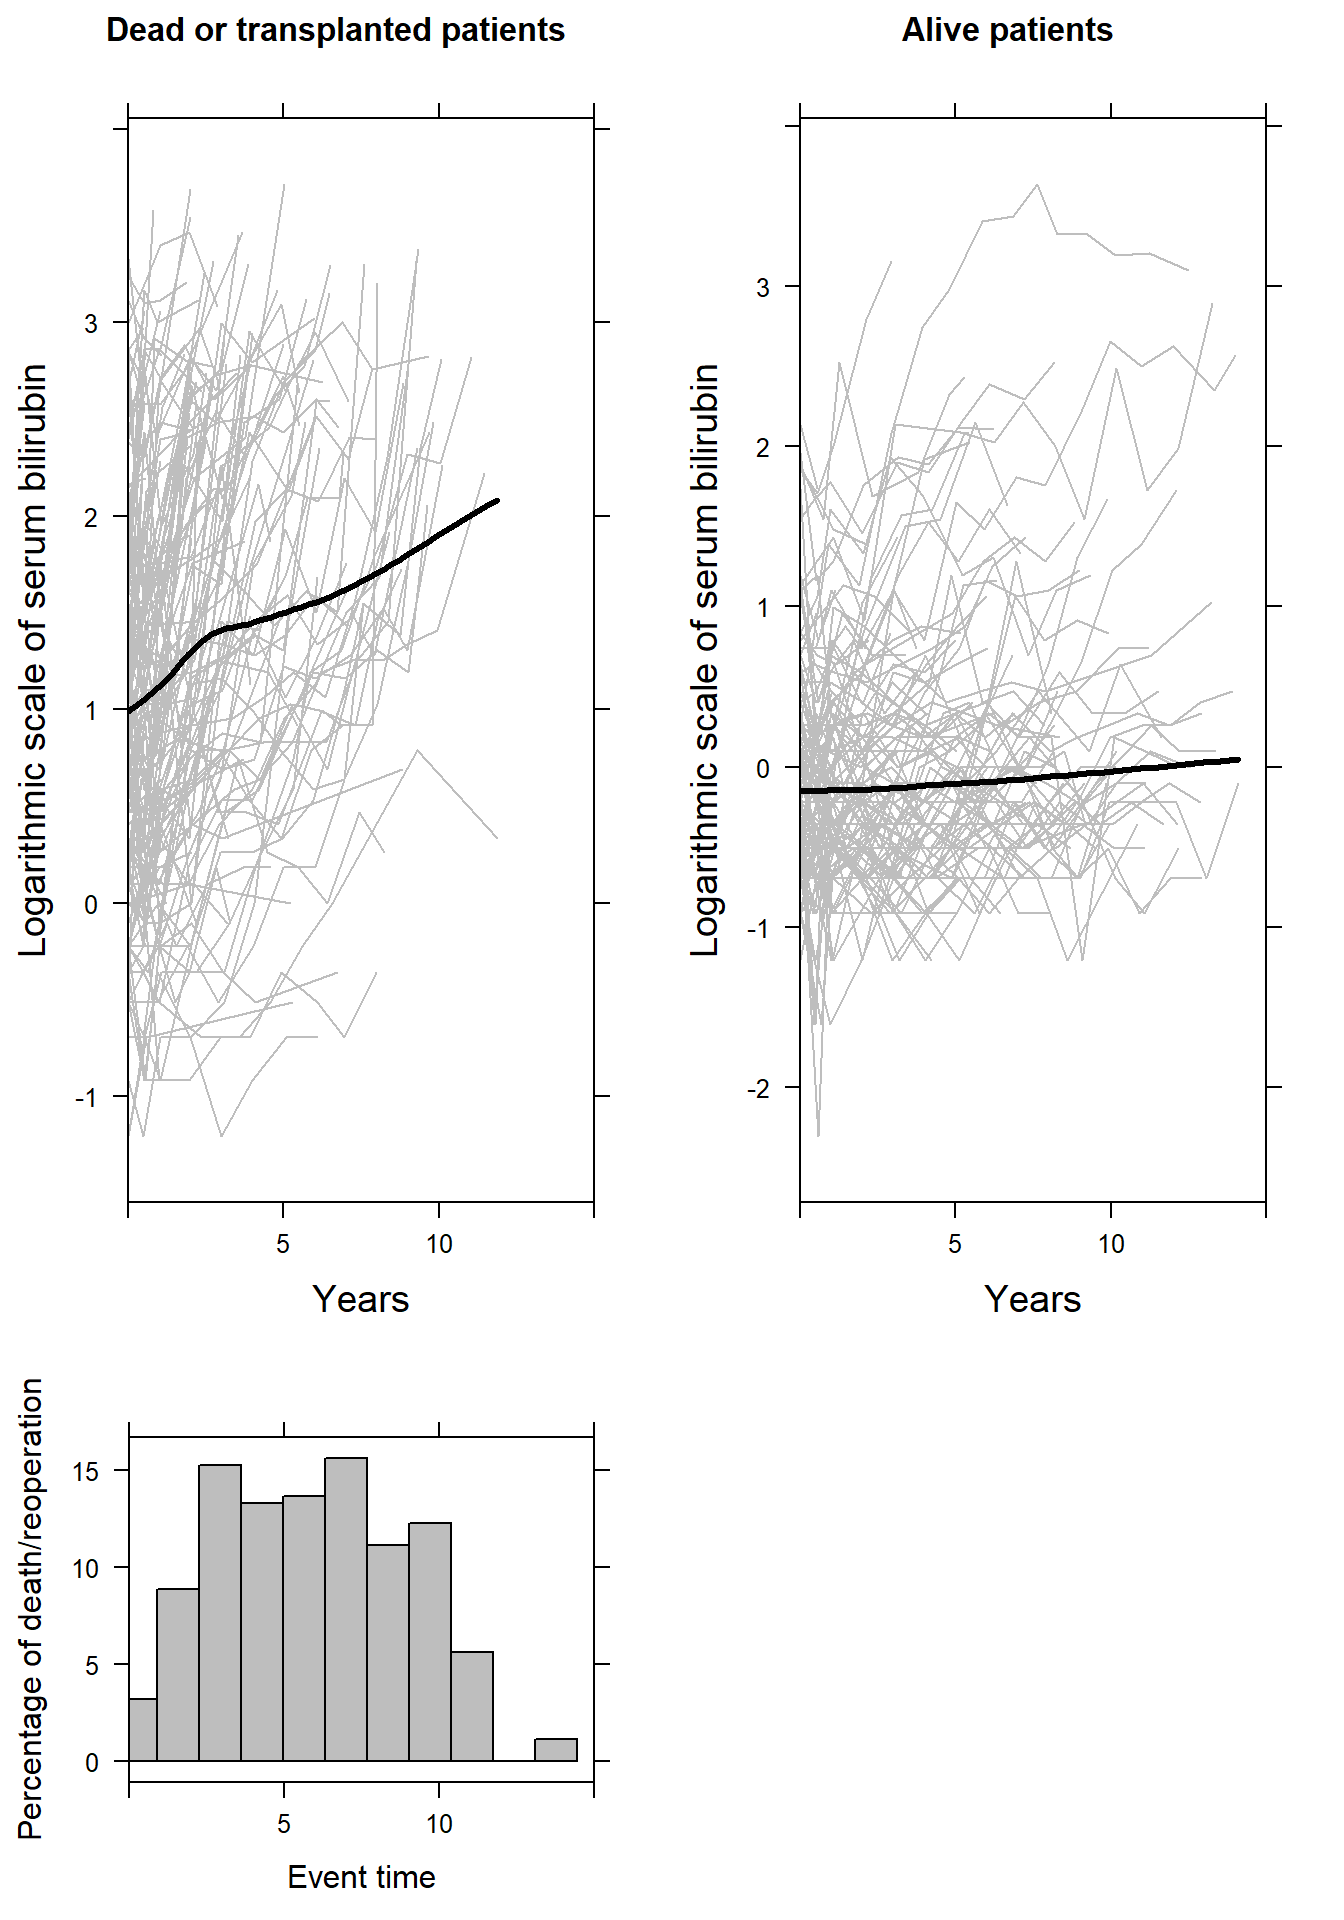 Dead or transplanted patients
Logarithmic scale of serum bilirubin
3
2
1
0
-1
5 10
Years
Alive patients
Logarithmic scale of serum bilirubin
3
2
1
0
-1
-2
5 10
Years
Percentage of death/reoperation
15
10
5
0
5 10
Event time